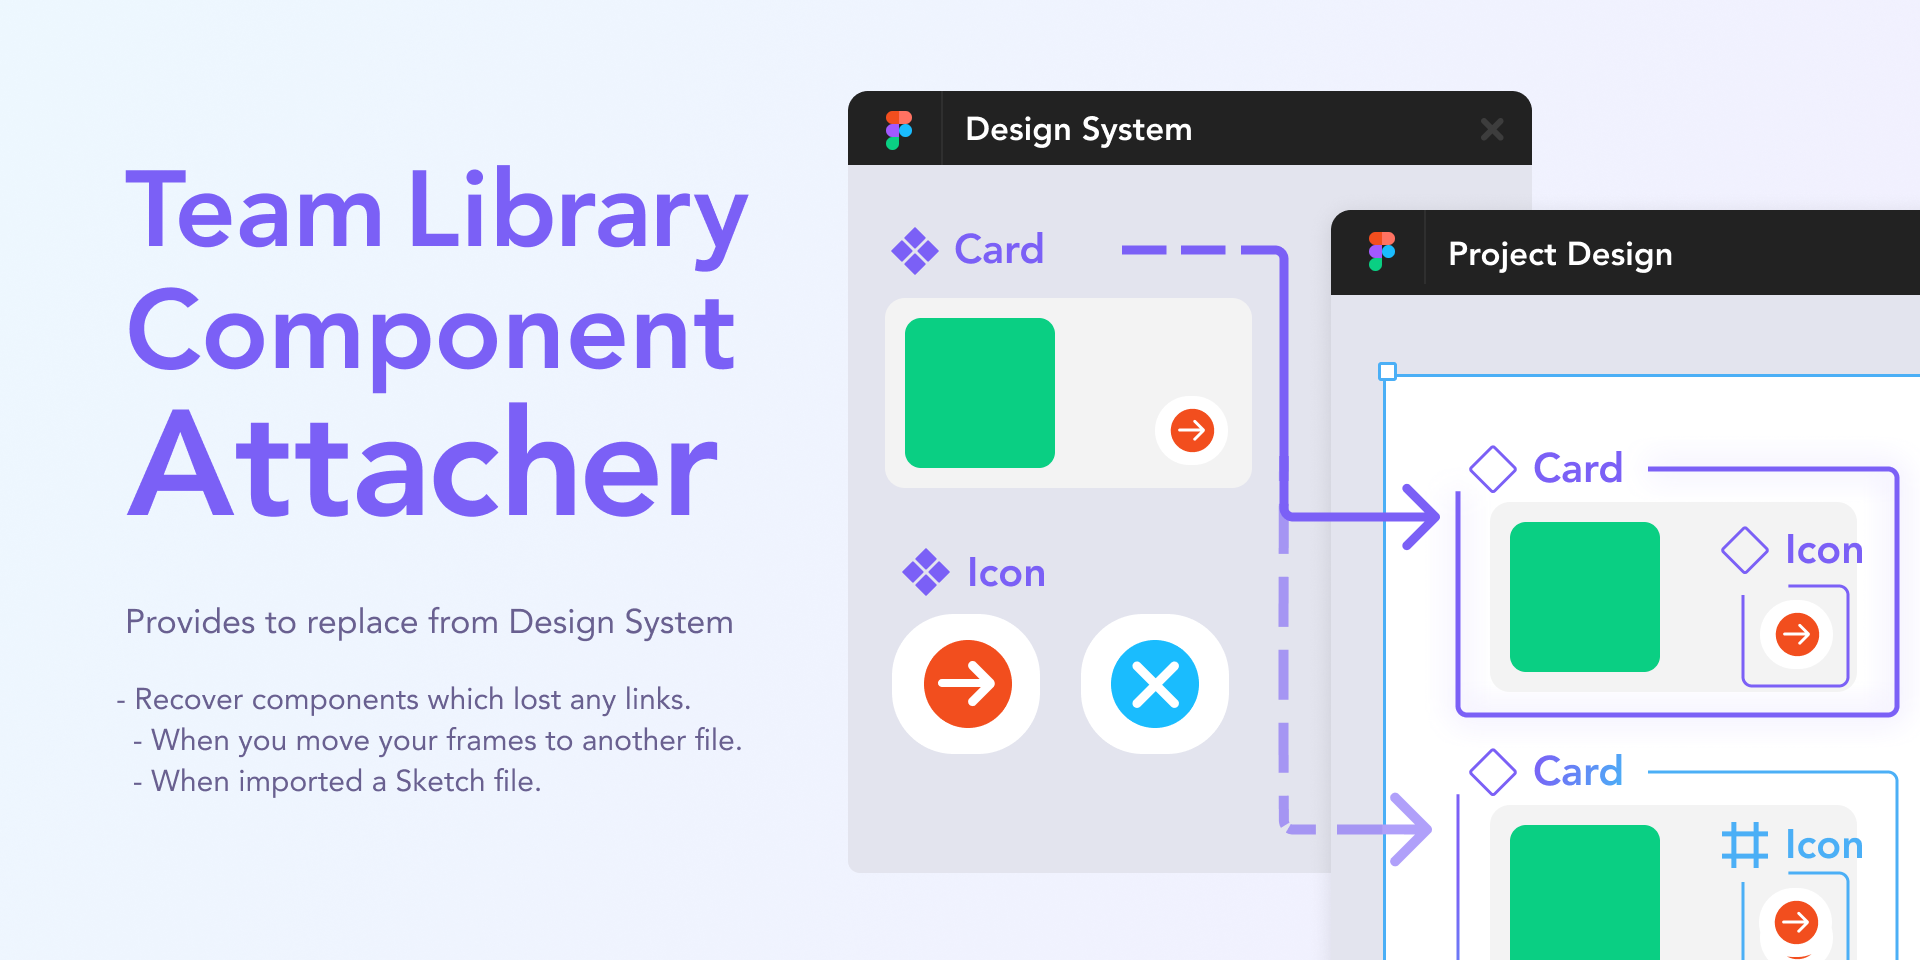 Team Library
Component
Attacher
Provides to replace from Design System
- Recover components which lost any links.
- When you move your frames to another file.
- When imported a Sketch file.
Design System
Card
Icon
Project Design
Card
Icon
Card
Icon